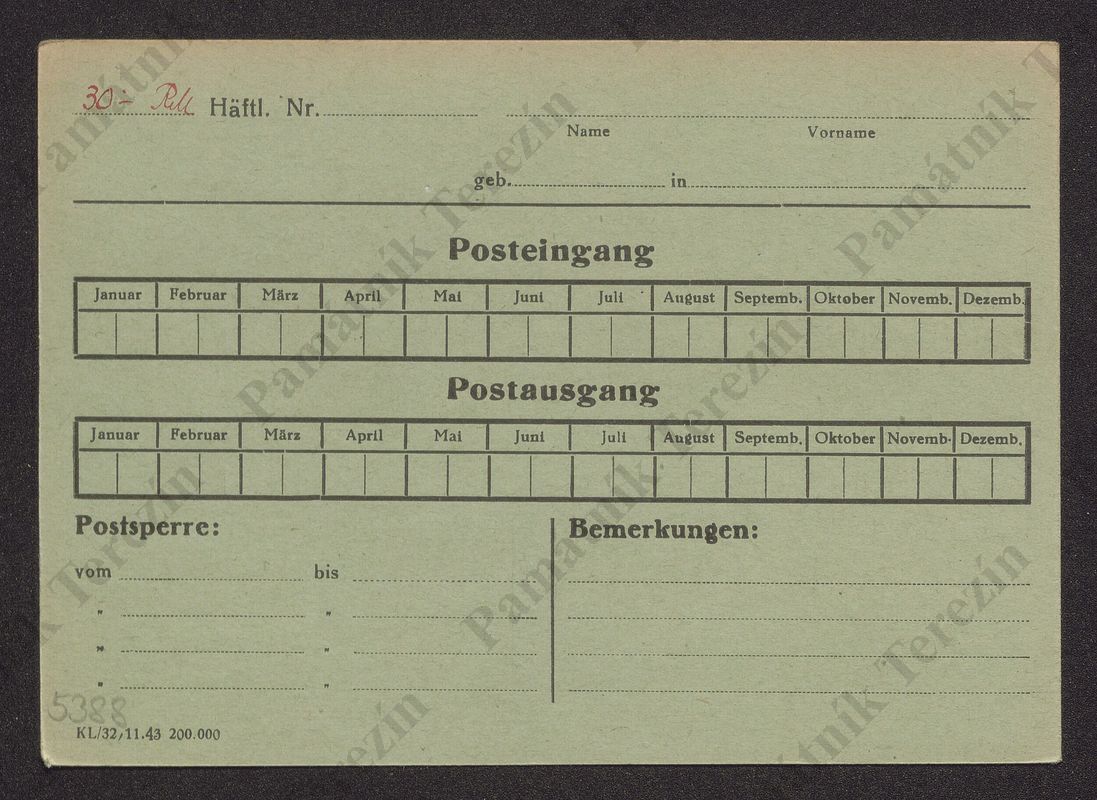 30.- RM Häftl. Nr.
Name Vorname
geb. in
Posteingang
Januar Februar März April Mai Juni Juli August Septemb. Oktober Novemb. Dezemb.
Postausgang
Januar Februar März April Mai Juni Juli August Septemb. Oktober Novemb. Dezemb.
Postsperre:
Bemerkungen:
vom bis
" "
" "
" "
5388
KL/32/11.43 200.000
Památník Terezín